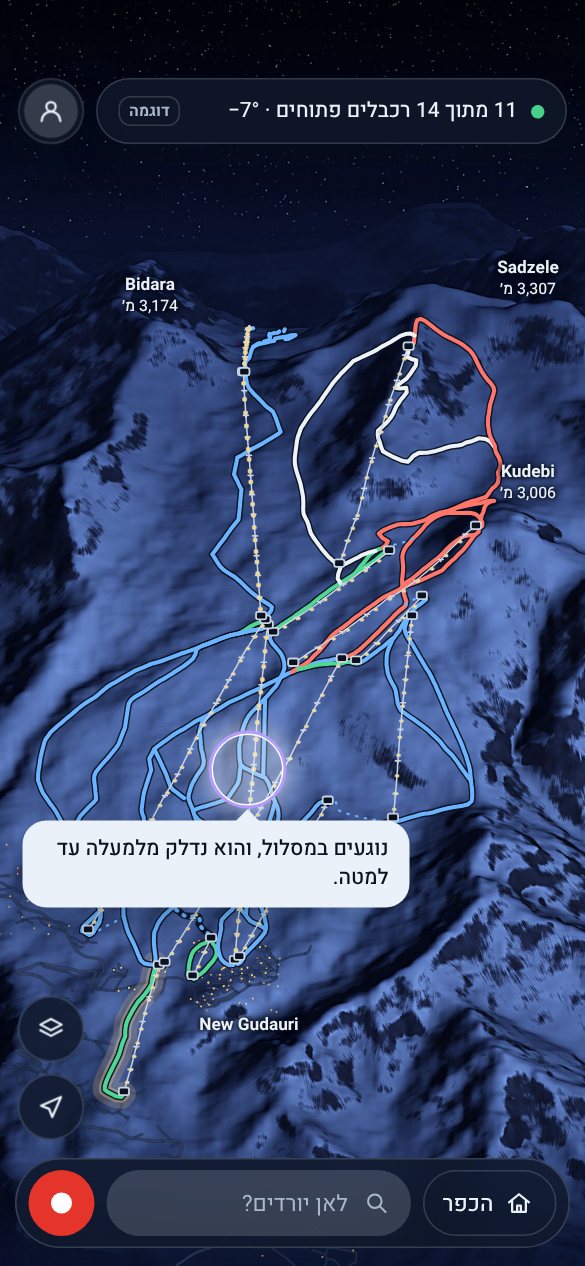 11 מתוך 14 רכבלים פתוחים · −7°
דוגמה
Sadzele
3,307 מ׳
Bidara
3,174 מ׳
Kudebi
3,006 מ׳
נוגעים במסלול, והוא נדלק מלמעלה עד
למטה.
New Gudauri
הכפר
לאן יורדים?